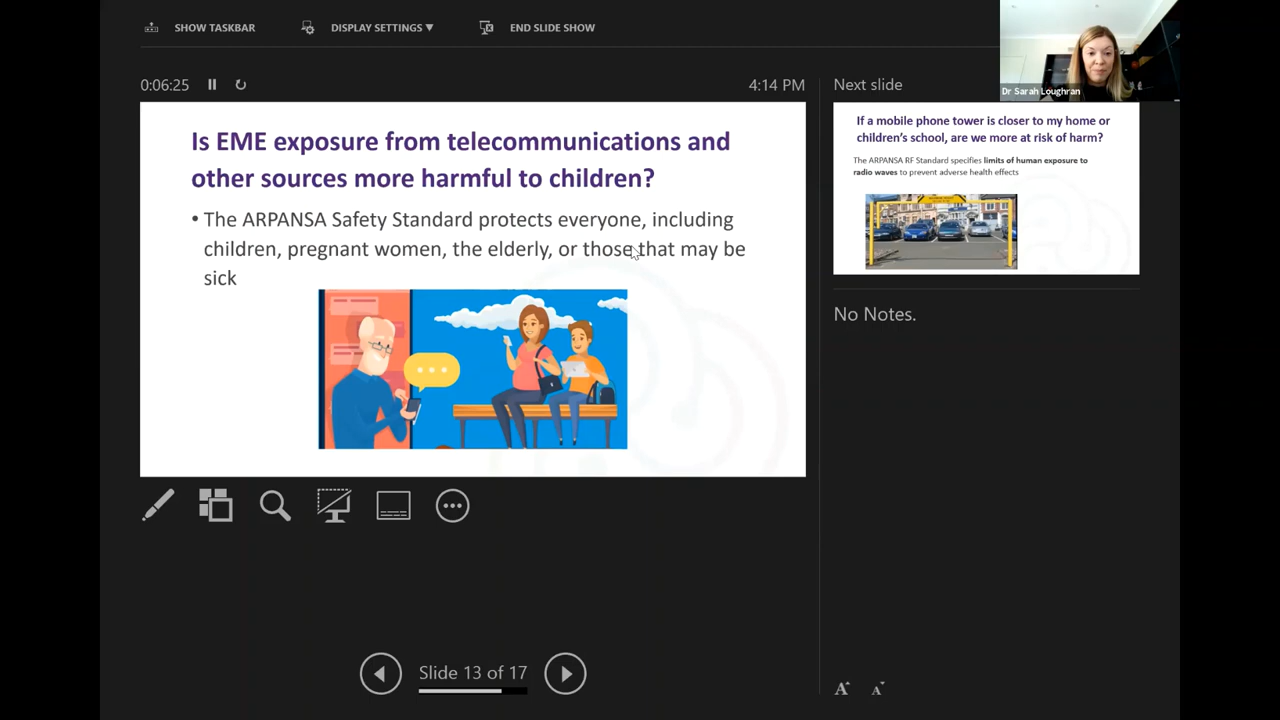 SHOW TASKBAR
DISPLAY SETTINGS ▼
END SLIDE SHOW
Dr Sarah Loughran
0:06:25
4:14 PM
Next slide
Is EME exposure from telecommunications and
other sources more harmful to children?
• The ARPANSA Safety Standard protects everyone, including
children, pregnant women, the elderly, or those that may be
sick
If a mobile phone tower is closer to my home or
children's school, are we more at risk of harm?
The ARPANSA RF Standard specifies limits of human exposure to
radio waves to prevent adverse health effects
No Notes.
Slide 13 of 17
A A